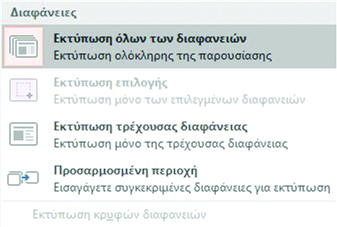 Διαφάνειες
Εκτύπωση όλων των διαφανειών
Εκτύπωση ολόκληρης της παρουσίασης
Εκτύπωση επιλογής
Εκτύπωση μόνο των επιλεγμένων διαφανειών
Εκτύπωση τρέχουσας διαφάνειας
Εκτύπωση μόνο της τρέχουσας διαφάνειας
Προσαρμοσμένη περιοχή
Εισαγάγετε συγκεκριμένες διαφάνειες για εκτύπωση
Εκτύπωση κρυφών διαφανειών